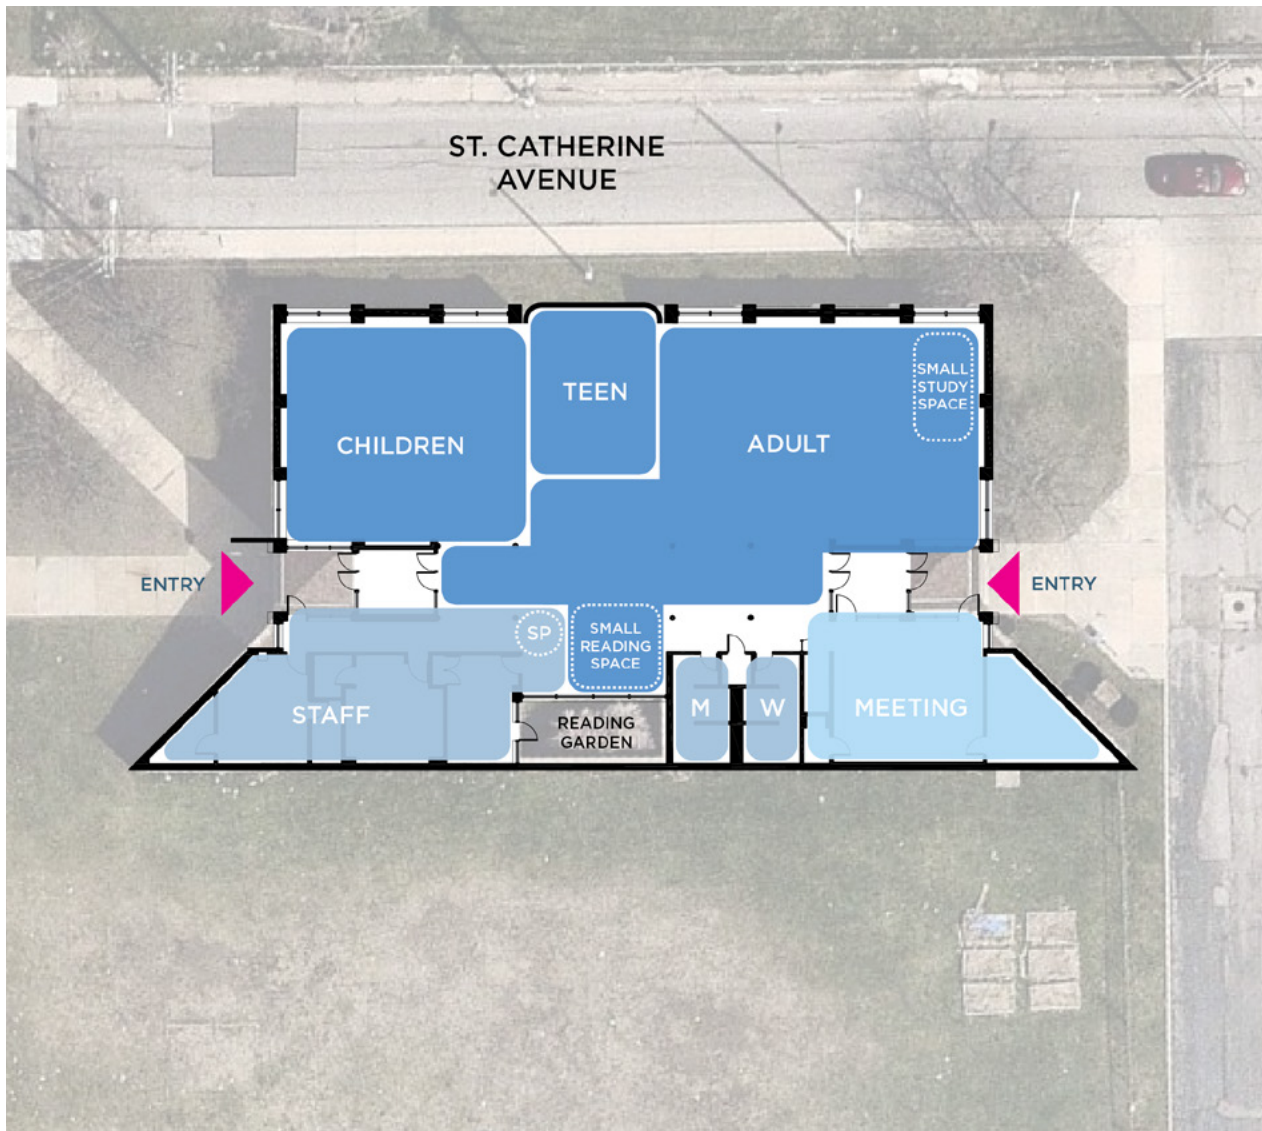 ST. CATHERINE
AVENUE
TEEN
SMALL
STUDY
SPACE
CHILDREN
ADULT
ENTRY
ENTRY
SP
SMALL
READING
SPACE
STAFF
READING
GARDEN
M
W
MEETING